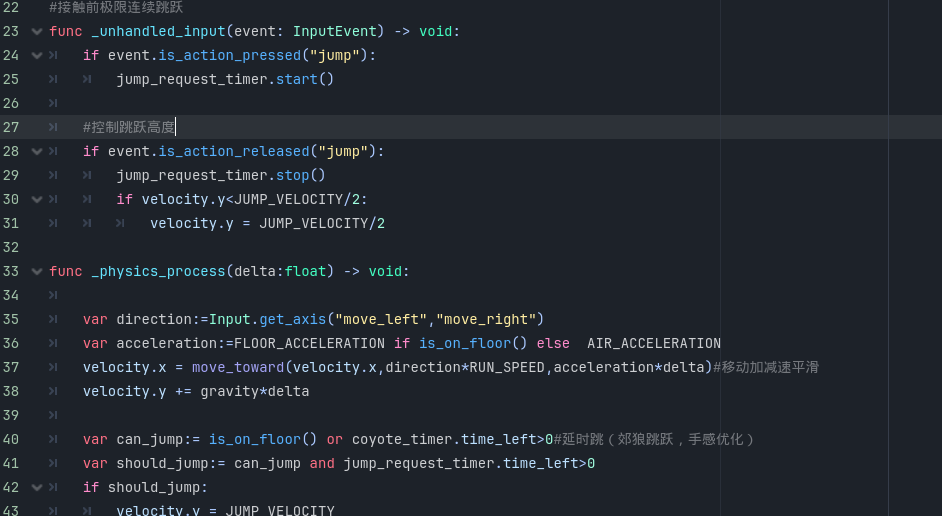 22 #接触前极限连续跳跃
23 func _unhandled_input(event: InputEvent) -> void:
24 if event.is_action_pressed("jump"):
25 jump_request_timer.start()
26
27 #控制跳跃高度
28 if event.is_action_released("jump"):
29 jump_request_timer.stop()
30 if velocity.y<JUMP_VELOCITY/2:
31 velocity.y = JUMP_VELOCITY/2
32
33 func _physics_process(delta:float) -> void:
34
35 var direction:=Input.get_axis("move_left","move_right")
36 var acceleration:=FLOOR_ACCELERATION if is_on_floor() else  AIR_ACCELERATION
37 velocity.x = move_toward(velocity.x,direction*RUN_SPEED,acceleration*delta)#移动加减速平滑
38 velocity.y += gravity*delta
39
40 var can_jump:= is_on_floor() or coyote_timer.time_left>0#延时跳（郊狼跳跃，手感优化）
41 var should_jump:= can_jump and jump_request_timer.time_left>0
42 if should_jump:
43 velocity.y = JUMP_VELOCITY